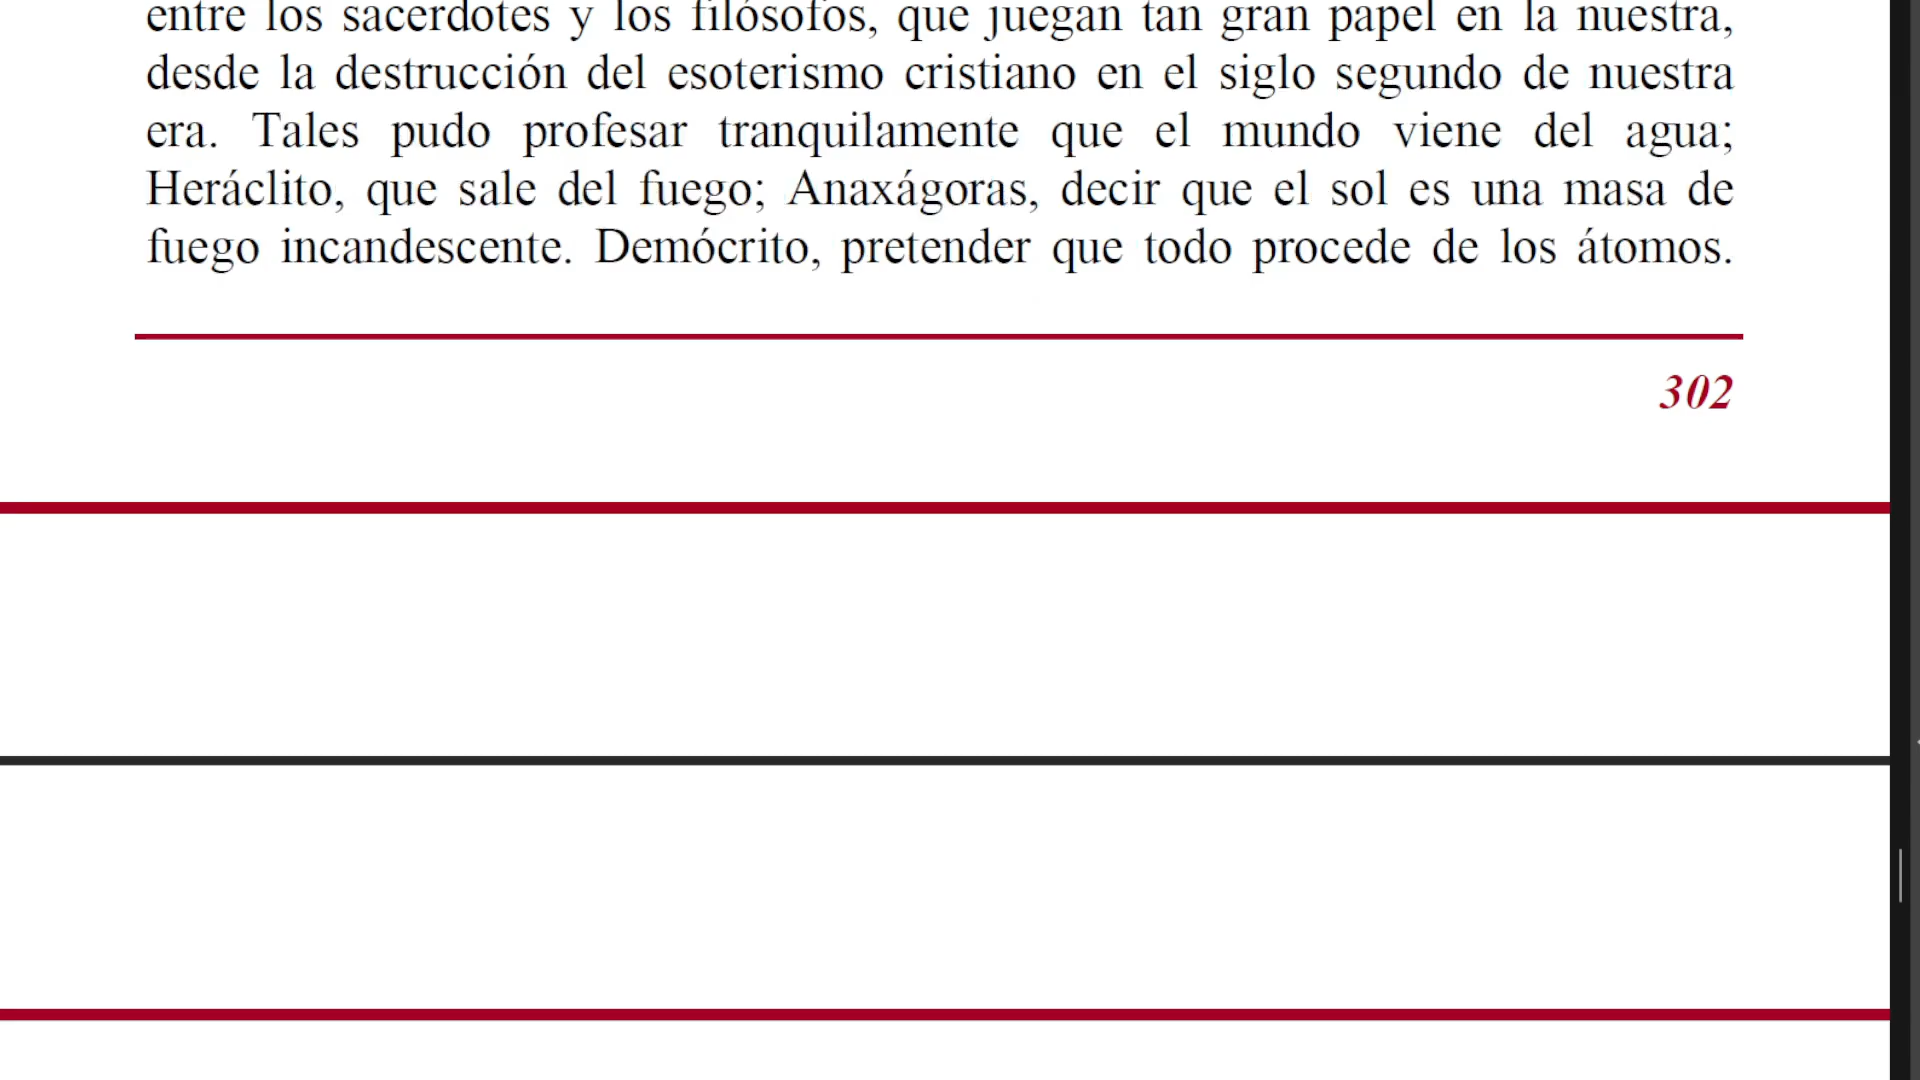 entre los sacerdotes y los filósofos, que juegan tan gran papel en la nuestra,
desde la destrucción del esoterismo cristiano en el siglo segundo de nuestra
era. Tales pudo profesar tranquilamente que el mundo viene del agua;
Heráclito, que sale del fuego; Anaxágoras, decir que el sol es una masa de
fuego incandescente. Demócrito, pretender que todo procede de los átomos.
302